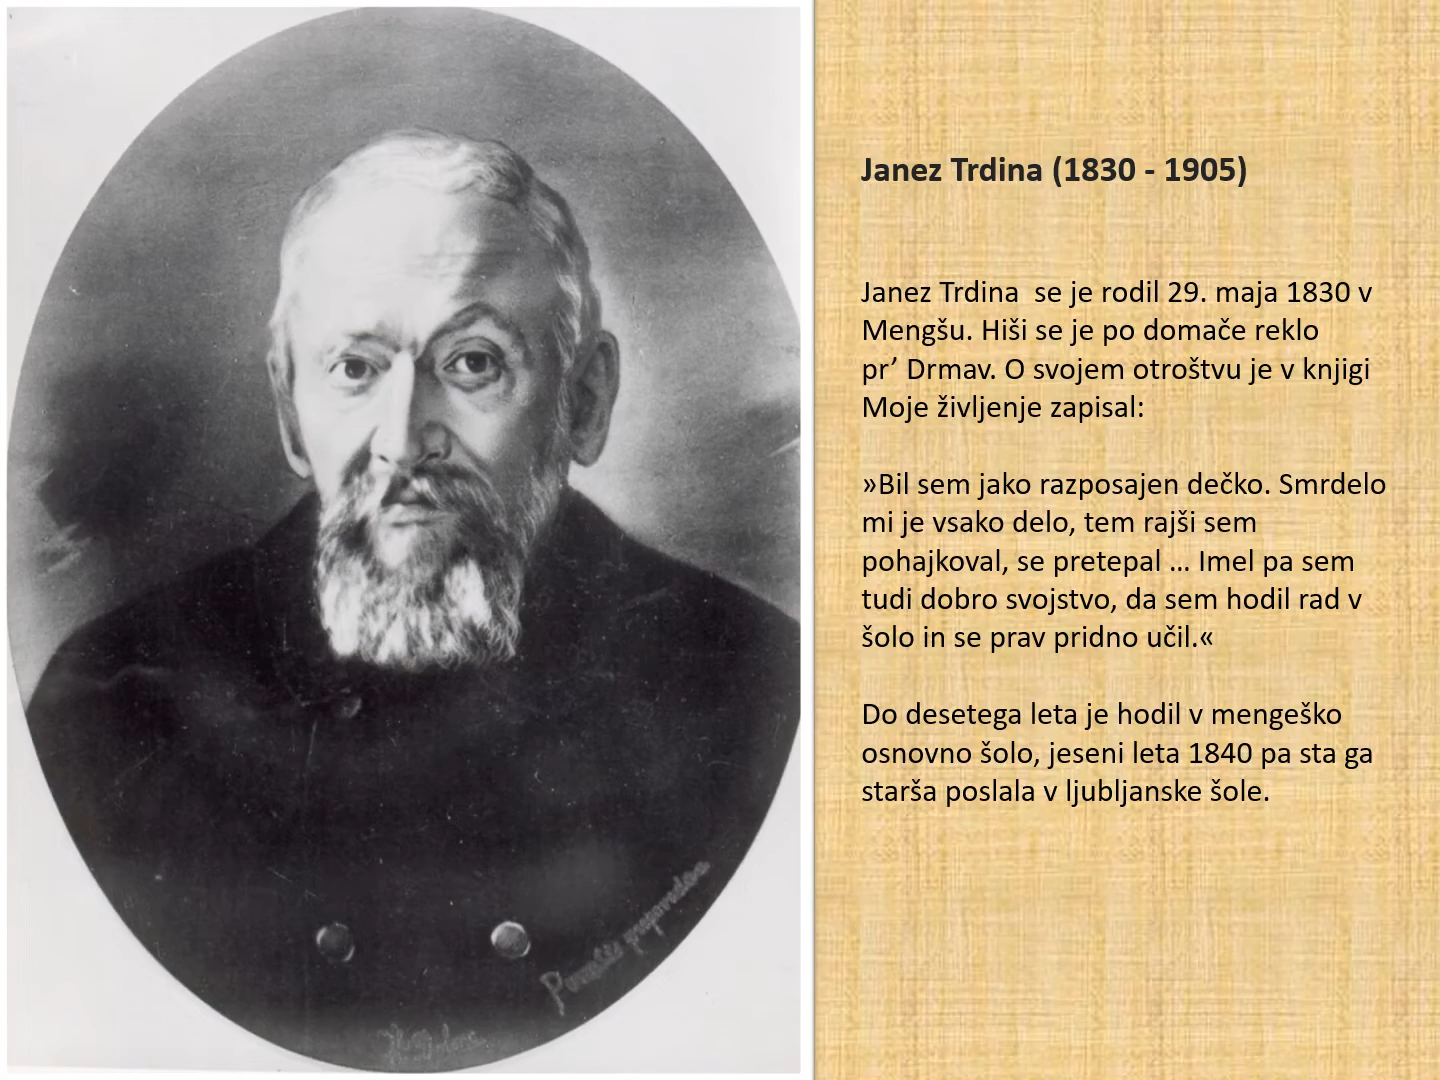 Janez Trdina (1830 - 1905)
Janez Trdina  se je rodil 29. maja 1830 v
Mengšu. Hiši se je po domače reklo
pr’ Drmav. O svojem otroštvu je v knjigi
Moje življenje zapisal:
»Bil sem jako razposajen dečko. Smrdelo
mi je vsako delo, tem rajši sem
pohajkoval, se pretepal … Imel pa sem
tudi dobro svojstvo, da sem hodil rad v
šolo in se prav pridno učil.«
Do desetega leta je hodil v mengeško
osnovno šolo, jeseni leta 1840 pa sta ga
starša poslala v ljubljanske šole.